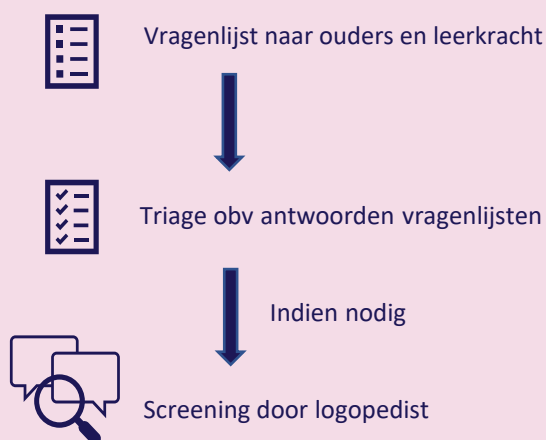 Vragenlijst naar ouders en leerkracht
Triage obv antwoorden vragenlijsten
Indien nodig
Screening door logopedist